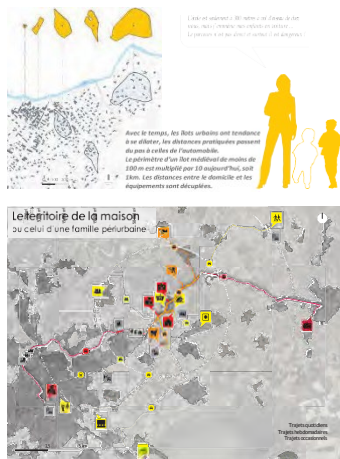 Avec le temps, les îlots urbains ont tendance
à se dilater, les distances pratiquées passent
du pas à celles de l'automobile.
Le périmètre d'un îlot médiéval de moins de
100 m est multiplié par 10 aujourd'hui, soit
1km. Les distances entre le domicile et les
équipements sont décuplées.
Le territoire de la maison
ou celui d'une famille périurbaine
Trajets quotidiens
Trajets hebdomadaires
Trajets occasionnels